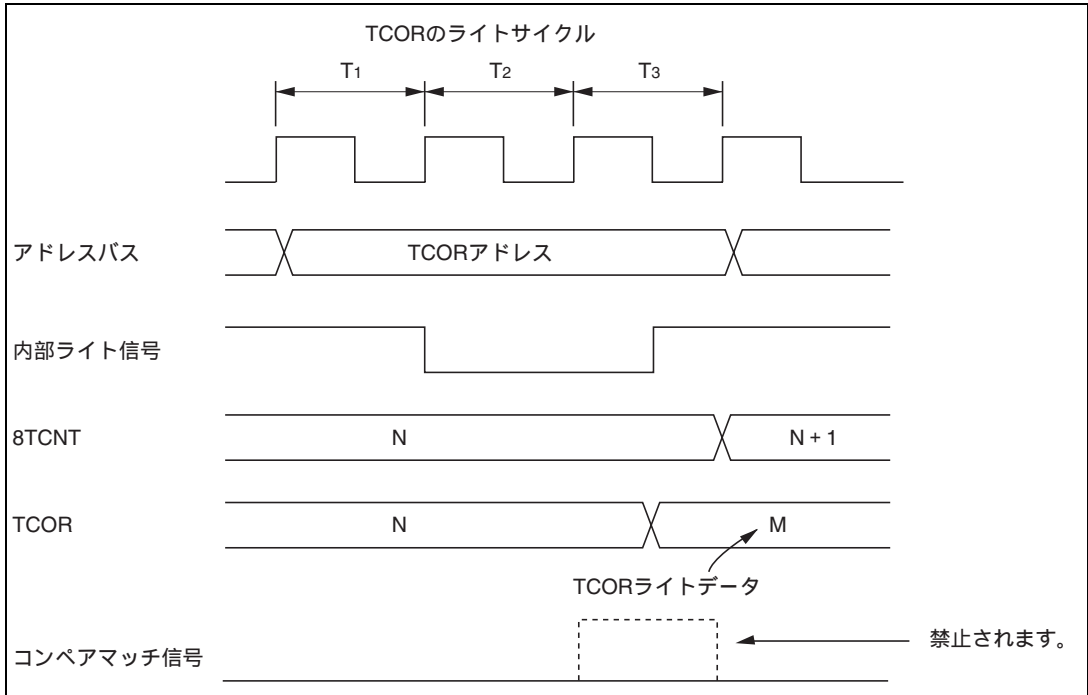 TCORのライトサイクル
T1 T2 T3
アドレスバス TCORアドレス
内部ライト信号
8TCNT N N + 1
TCOR N M
TCORライトデータ
コンペアマッチ信号 禁止されます。